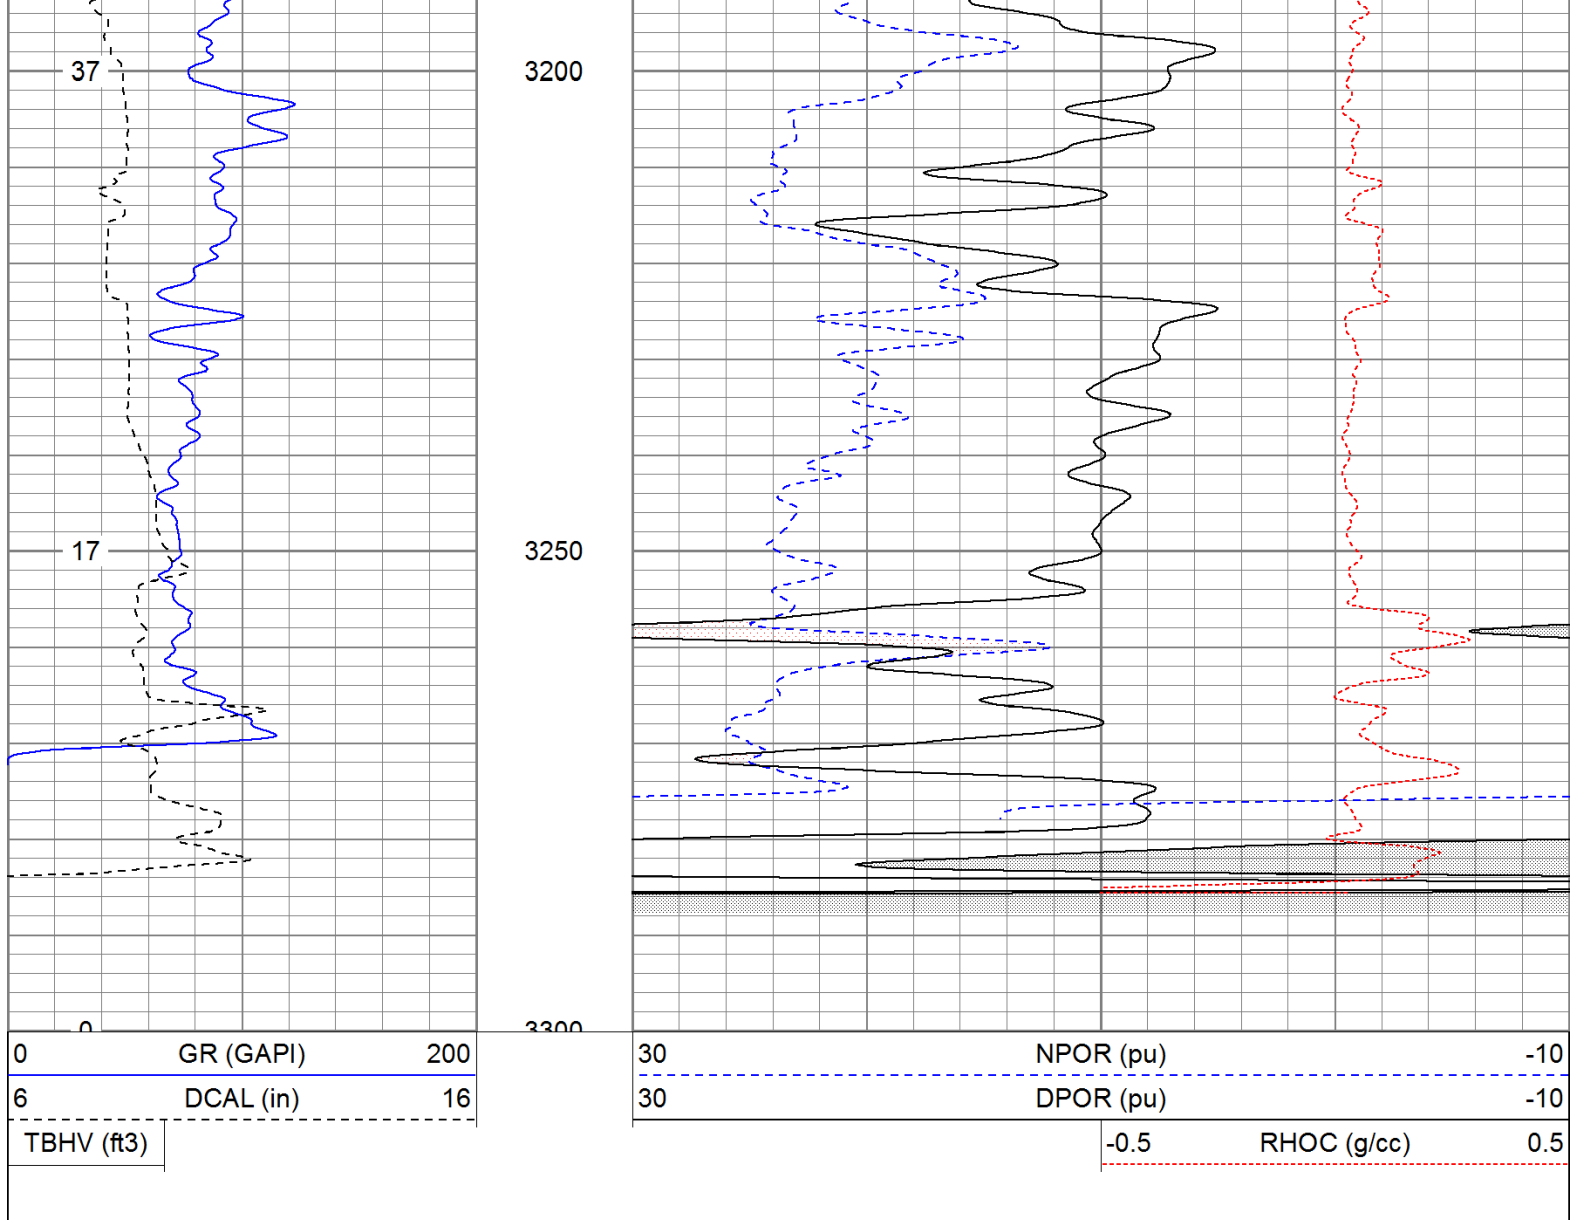 37 3200
17 3250
0 3300
0 GR (GAPI) 200 30 NPOR (pu) -10
6 DCAL (in) 16 30 DPOR (pu) -10
TBHV (ft3) -0.5 RHOC (g/cc) 0.5